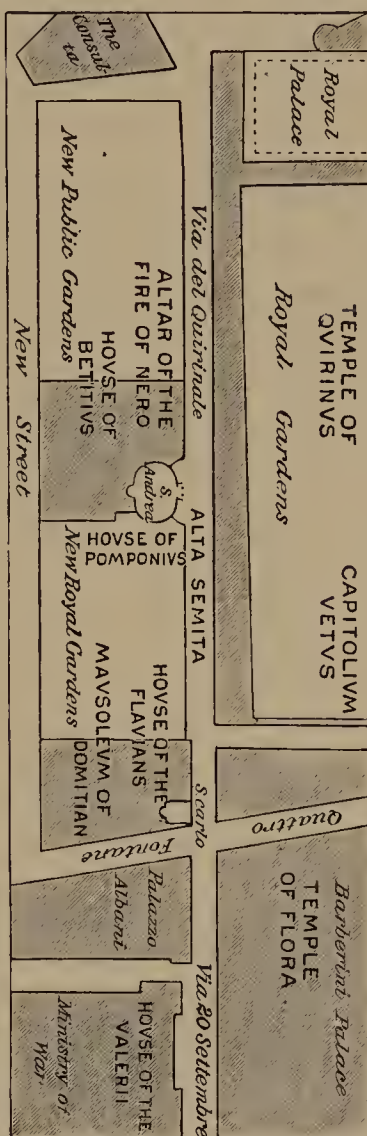 The
Consul-
ta
Royal
Palace
New Public Gardens
ALTAR OF THE
FIRE OF NERO
HOVSE OF
BETITIVS
Via del Quirinale
TEMPLE OF
QVIRINVS
Royal Gardens
CAPITOLIVM
VETVS
New Street
S.
Andrea
HOVSE OF
POMPONIVS
ALTA SEMITA
New Royal Gardens
HOVSE OF THE
FLAVIANS
MAVSOLEVM OF
DOMITIAN
S carlo
Quattro
Fontane
Palazzo
Albani
Barberini Palace
TEMPLE
OF FLORA
Via 20 Settembre
HOVSE OF THE
VALERII
Ministry of
War